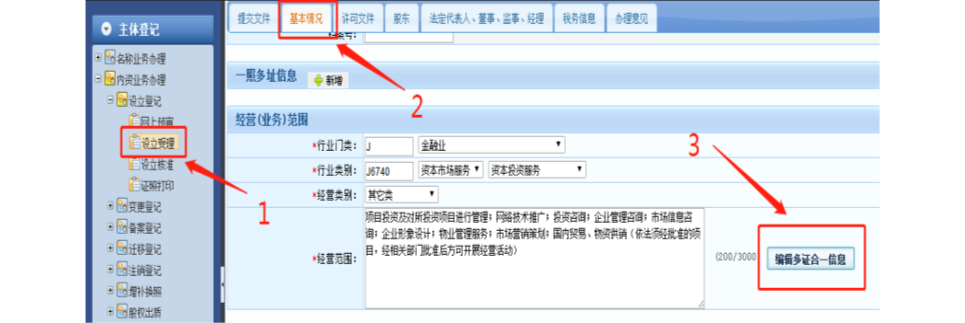 主体登记
名称业务办理
内资业务办理
设立登记
网上预审
设立受理
设立核准
证照打印
变更登记
备案登记
迁移登记
注销登记
增补换照
股权出质
提交文件 基本情况 许可文件 股东 法定代表人、董事、监事、经理 税务信息 办理意见
一照多址信息 新增
经营(业务)范围
*行业门类： J 金融业
*行业类别： J6740 资本市场服务 资本投资服务
*经营类别： 其它类
*经营范围：
项目投资及对所投资项目进行管理；网络技术推广；投资咨询；企业管理咨询；市场信息咨
询；企业形象设计；物业管理服务；市场营销策划；国内贸易、物资供销（依法须经批准的项
目，经相关部门批准后方可开展经营活动）
(200/3000
编辑多证合一信息
1
2
3